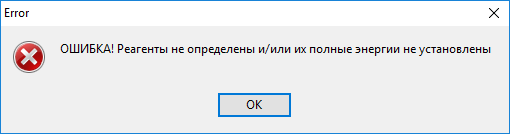 Error
ОШИБКА! Реагенты не определены и/или их полные энергии не установлены
OK